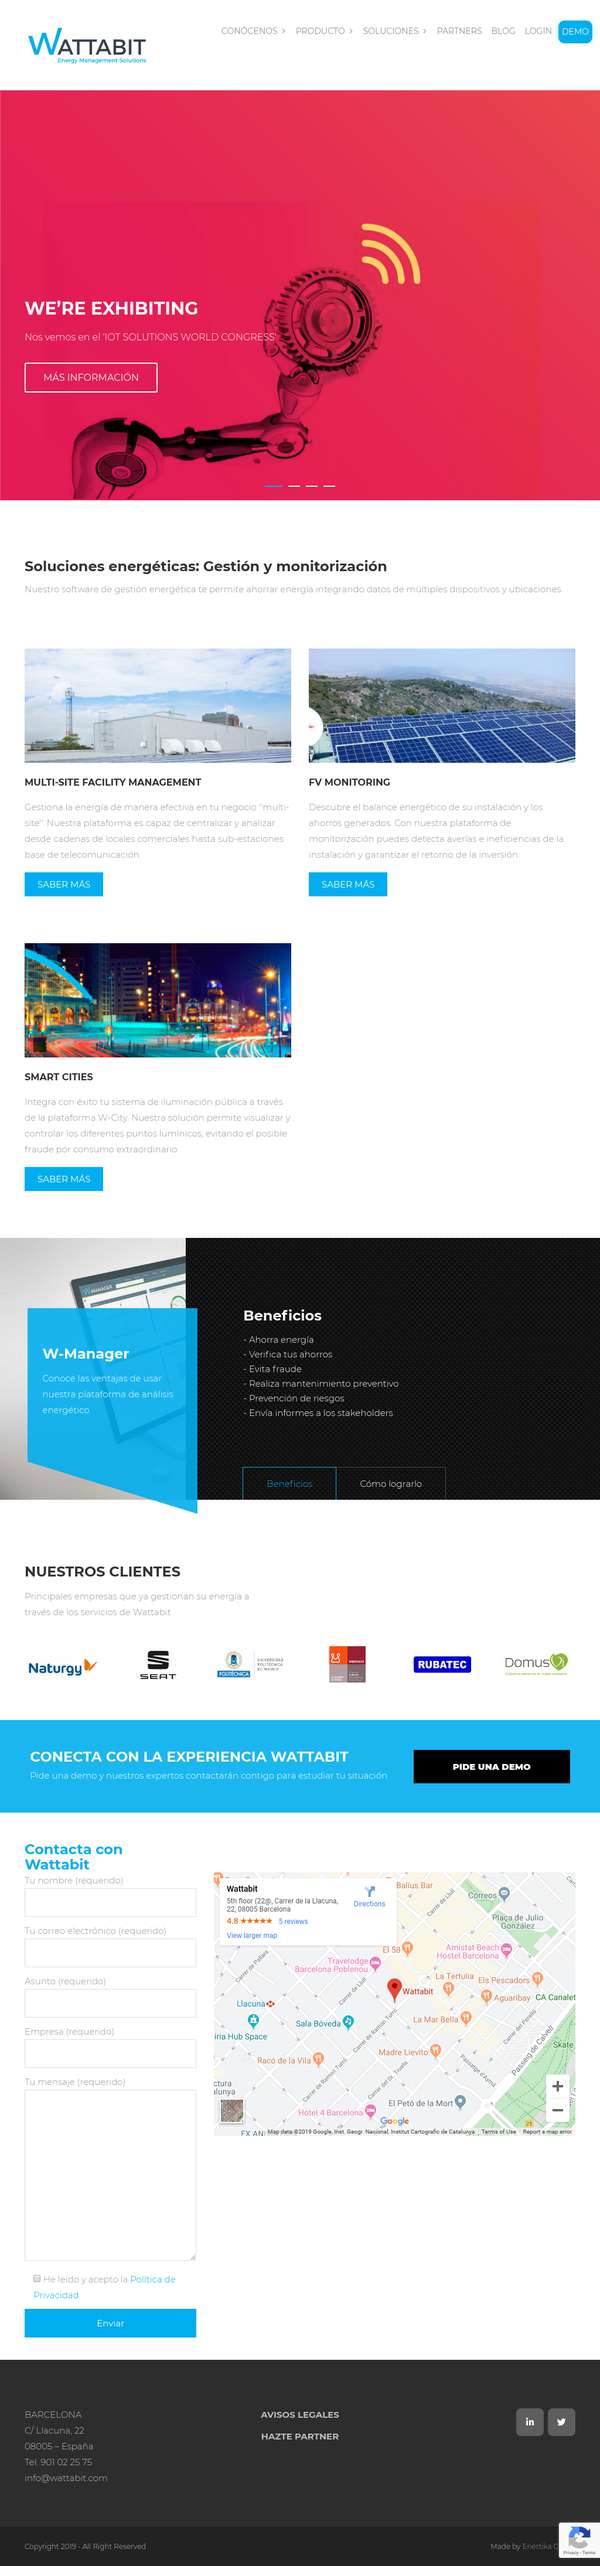 WATTABIT
Energy Management Solutions
CONÓCENOS
PRODUCTO
SOLUCIONES
PARTNERS
BLOG
LOGIN
DEMO
WE'RE EXHIBITING
Nos vemos en el 'IOT SOLUTIONS WORLD CONGRESS'
MÁS INFORMACIÓN
Soluciones energéticas: Gestión y monitorización
Nuestro software de gestión energética te permite ahorrar energía integrando datos de múltiples dispositivos y ubicaciones.
MULTI-SITE FACILITY MANAGEMENT
Gestiona la energía de manera efectiva en tu negocio "multi-
site". Nuestra plataforma es capaz de centralizar y analizar
desde cadenas de locales comerciales hasta sub-estaciones
base de telecomunicación.
SABER MÁS
FV MONITORING
Descubre el balance energético de su instalación y los
ahorros generados. Con nuestra plataforma de
monitorización puedes detecta averías e ineficiencias de la
instalación y garantizar el retorno de la inversión.
SABER MÁS
SMART CITIES
Integra con éxito tu sistema de iluminación pública a través
de la plataforma W-City. Nuestra solución permite visualizar y
controlar los diferentes puntos lumínicos, evitando el posible
fraude por consumo extraordinario.
SABER MÁS
W-Manager
Conoce las ventajas de usar
nuestra plataforma de análisis
energético
Beneficios
- Ahorra energía
- Verifica tus ahorros
- Evita fraude
- Realiza mantenimiento preventivo
- Prevención de riesgos
- Envía informes a los stakeholders
Beneficios
Cómo lograrlo
NUESTROS CLIENTES
Principales empresas que ya gestionan su energía a
través de los servicios de Wattabit
Naturgy
SEAT
POLITÉCNICA
RUBATEC
Domus
CONECTA CON LA EXPERIENCIA WATTABIT
Pide una demo y nuestros expertos contactarán contigo para estudiar tu situación
PIDE UNA DEMO
Contacta con
Wattabit
Tu nombre (requerido)
Tu correo electrónico (requerido)
Asunto (requerido)
Empresa (requerido)
Tu mensaje (requerido)
He leído y acepto la Política de
Privacidad
Enviar
Wattabit
5th floor (22@, Carrer de la Llacuna,
22, 08005 Barcelona
4.8 ★★★★★ 5 reviews
View larger map
Directions
Balius Bar
Correos
Plaça de Julio
González
El 58
Amistat Beach
Hostel Barcelona
Travelodge
Barcelona Poblenou
La Tertulia
Els Pescadors
Wattabit
Aguaribay
CA Canalet
Llacuna
Sala Bóveda
La Mar Bella
iria Hub Space
Madre Lievito
Skate
Racó de la Vila
El Petó de la Mort
Hotel 4 Barcelona
Google
Map data ©2019 Google, Inst. Geogr. Nacional, Institut Cartogràfic de Catalunya
Terms of Use
Report a map error
BARCELONA
C/ Llacuna, 22
08005 – España
Tel: 901 02 25 75
info@wattabit.com
AVISOS LEGALES
HAZTE PARTNER
Copyright 2019 - All Right Reserved
Made by Enertika
Privacy - Terms